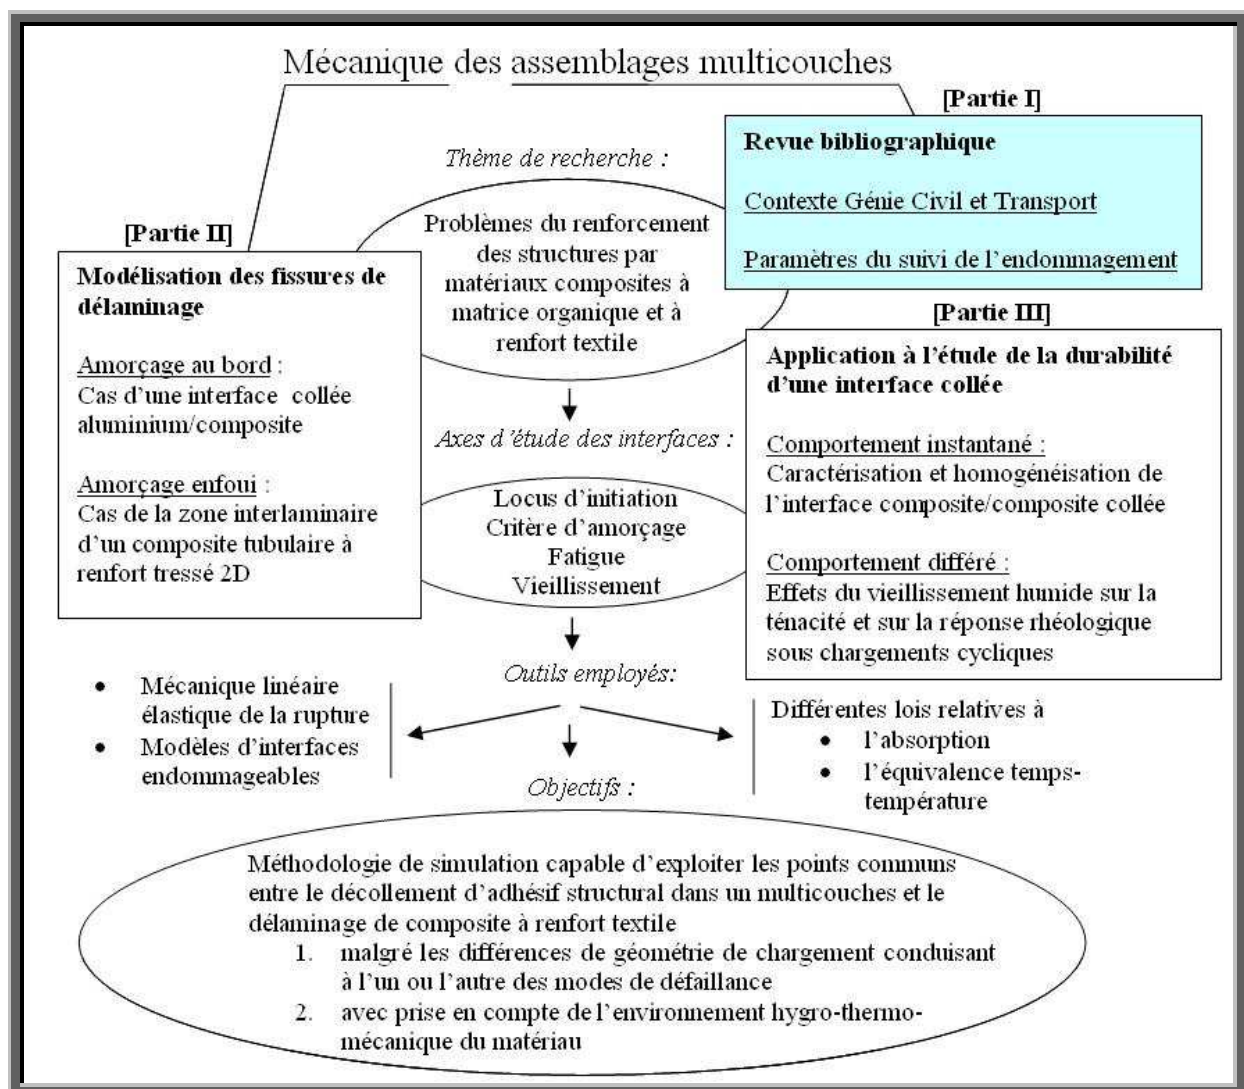 Mécanique des assemblages multicouches
[Partie I]
Revue bibliographique
Contexte Génie Civil et Transport
Paramètres du suivi de l'endommagement
Thème de recherche :
Problèmes du renforcement
des structures par
matériaux composites à
matrice organique et à
renfort textile
[Partie II]
Modélisation des fissures de
délaminage
Amorçage au bord :
Cas d'une interface collée
aluminium/composite
Amorçage enfoui :
Cas de la zone interlaminaire
d'un composite tubulaire à
renfort tressé 2D
[Partie III]
Application à l'étude de la durabilité
d'une interface collée
Comportement instantané :
Caractérisation et homogénéisation de
l'interface composite/composite collée
Comportement différé :
Effets du vieillissement humide sur la
ténacité et sur la réponse rhéologique
sous chargements cycliques
Axes d'étude des interfaces :
Locus d'initiation
Critère d'amorçage
Fatigue
Vieillissement
Outils employés:
• Mécanique linéaire
élastique de la rupture
• Modèles d'interfaces
endommageables
Différentes lois relatives à
• l'absorption
• l'équivalence temps-
température
Objectifs :
Méthodologie de simulation capable d'exploiter les points communs
entre le décollement d'adhésif structural dans un multicouches et le
délaminage de composite à renfort textile
1. malgré les différences de géométrie de chargement conduisant
à l'un ou l'autre des modes de défaillance
2. avec prise en compte de l'environnement hygro-thermo-
mécanique du matériau